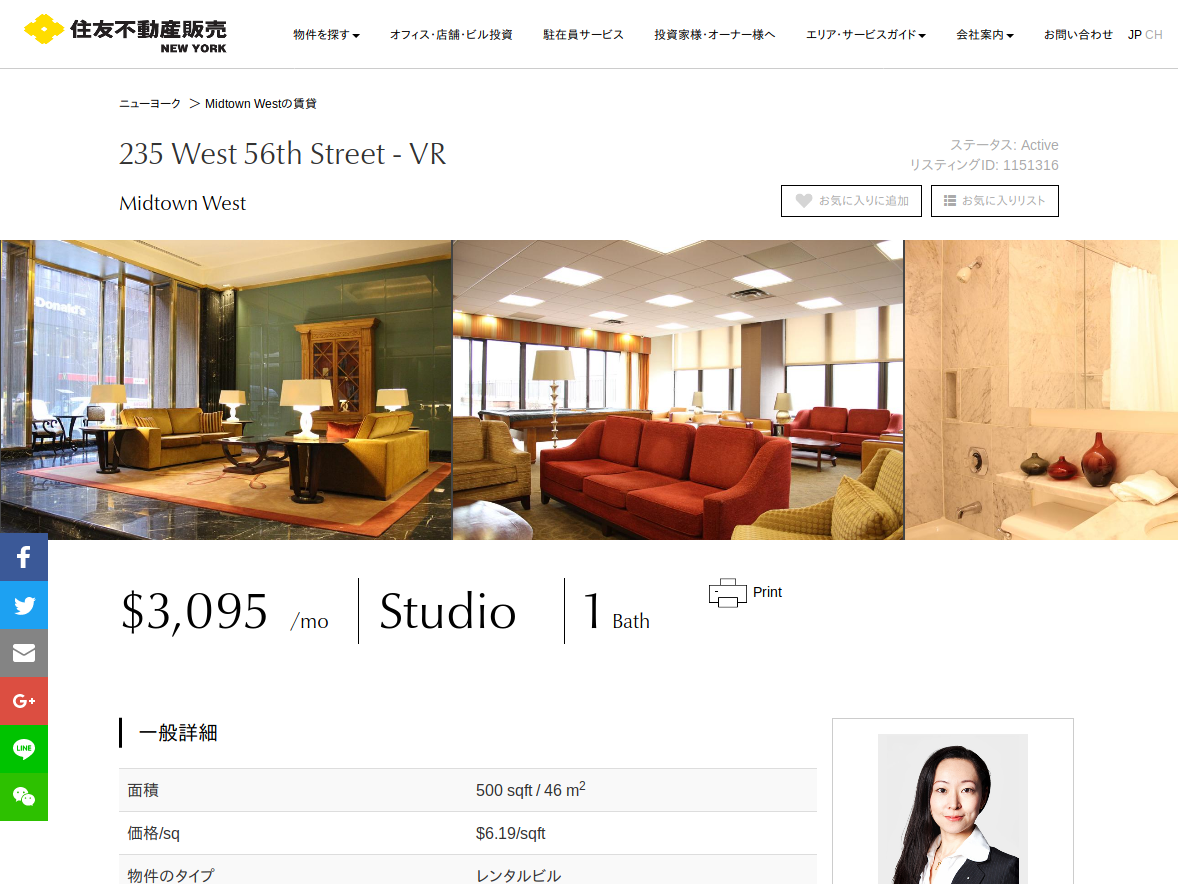 住友不動産販売
NEW YORK
物件を探す オフィス・店舗・ビル投資 駐在員サービス 投資家様・オーナー様へ エリア・サービスガイド 会社案内 お問い合わせ JP CH
ニューヨーク ＞ Midtown Westの賃貸
235 West 56th Street - VR
ステータス: Active
リスティングID: 1151316
Midtown West
お気に入りに追加 お気に入りリスト
Donald's
$3,095 /mo Studio 1 Bath Print
G+
LINE
一般詳細
面積 500 sqft / 46 m2
価格/sq $6.19/sqft
物件のタイプ レンタルビル